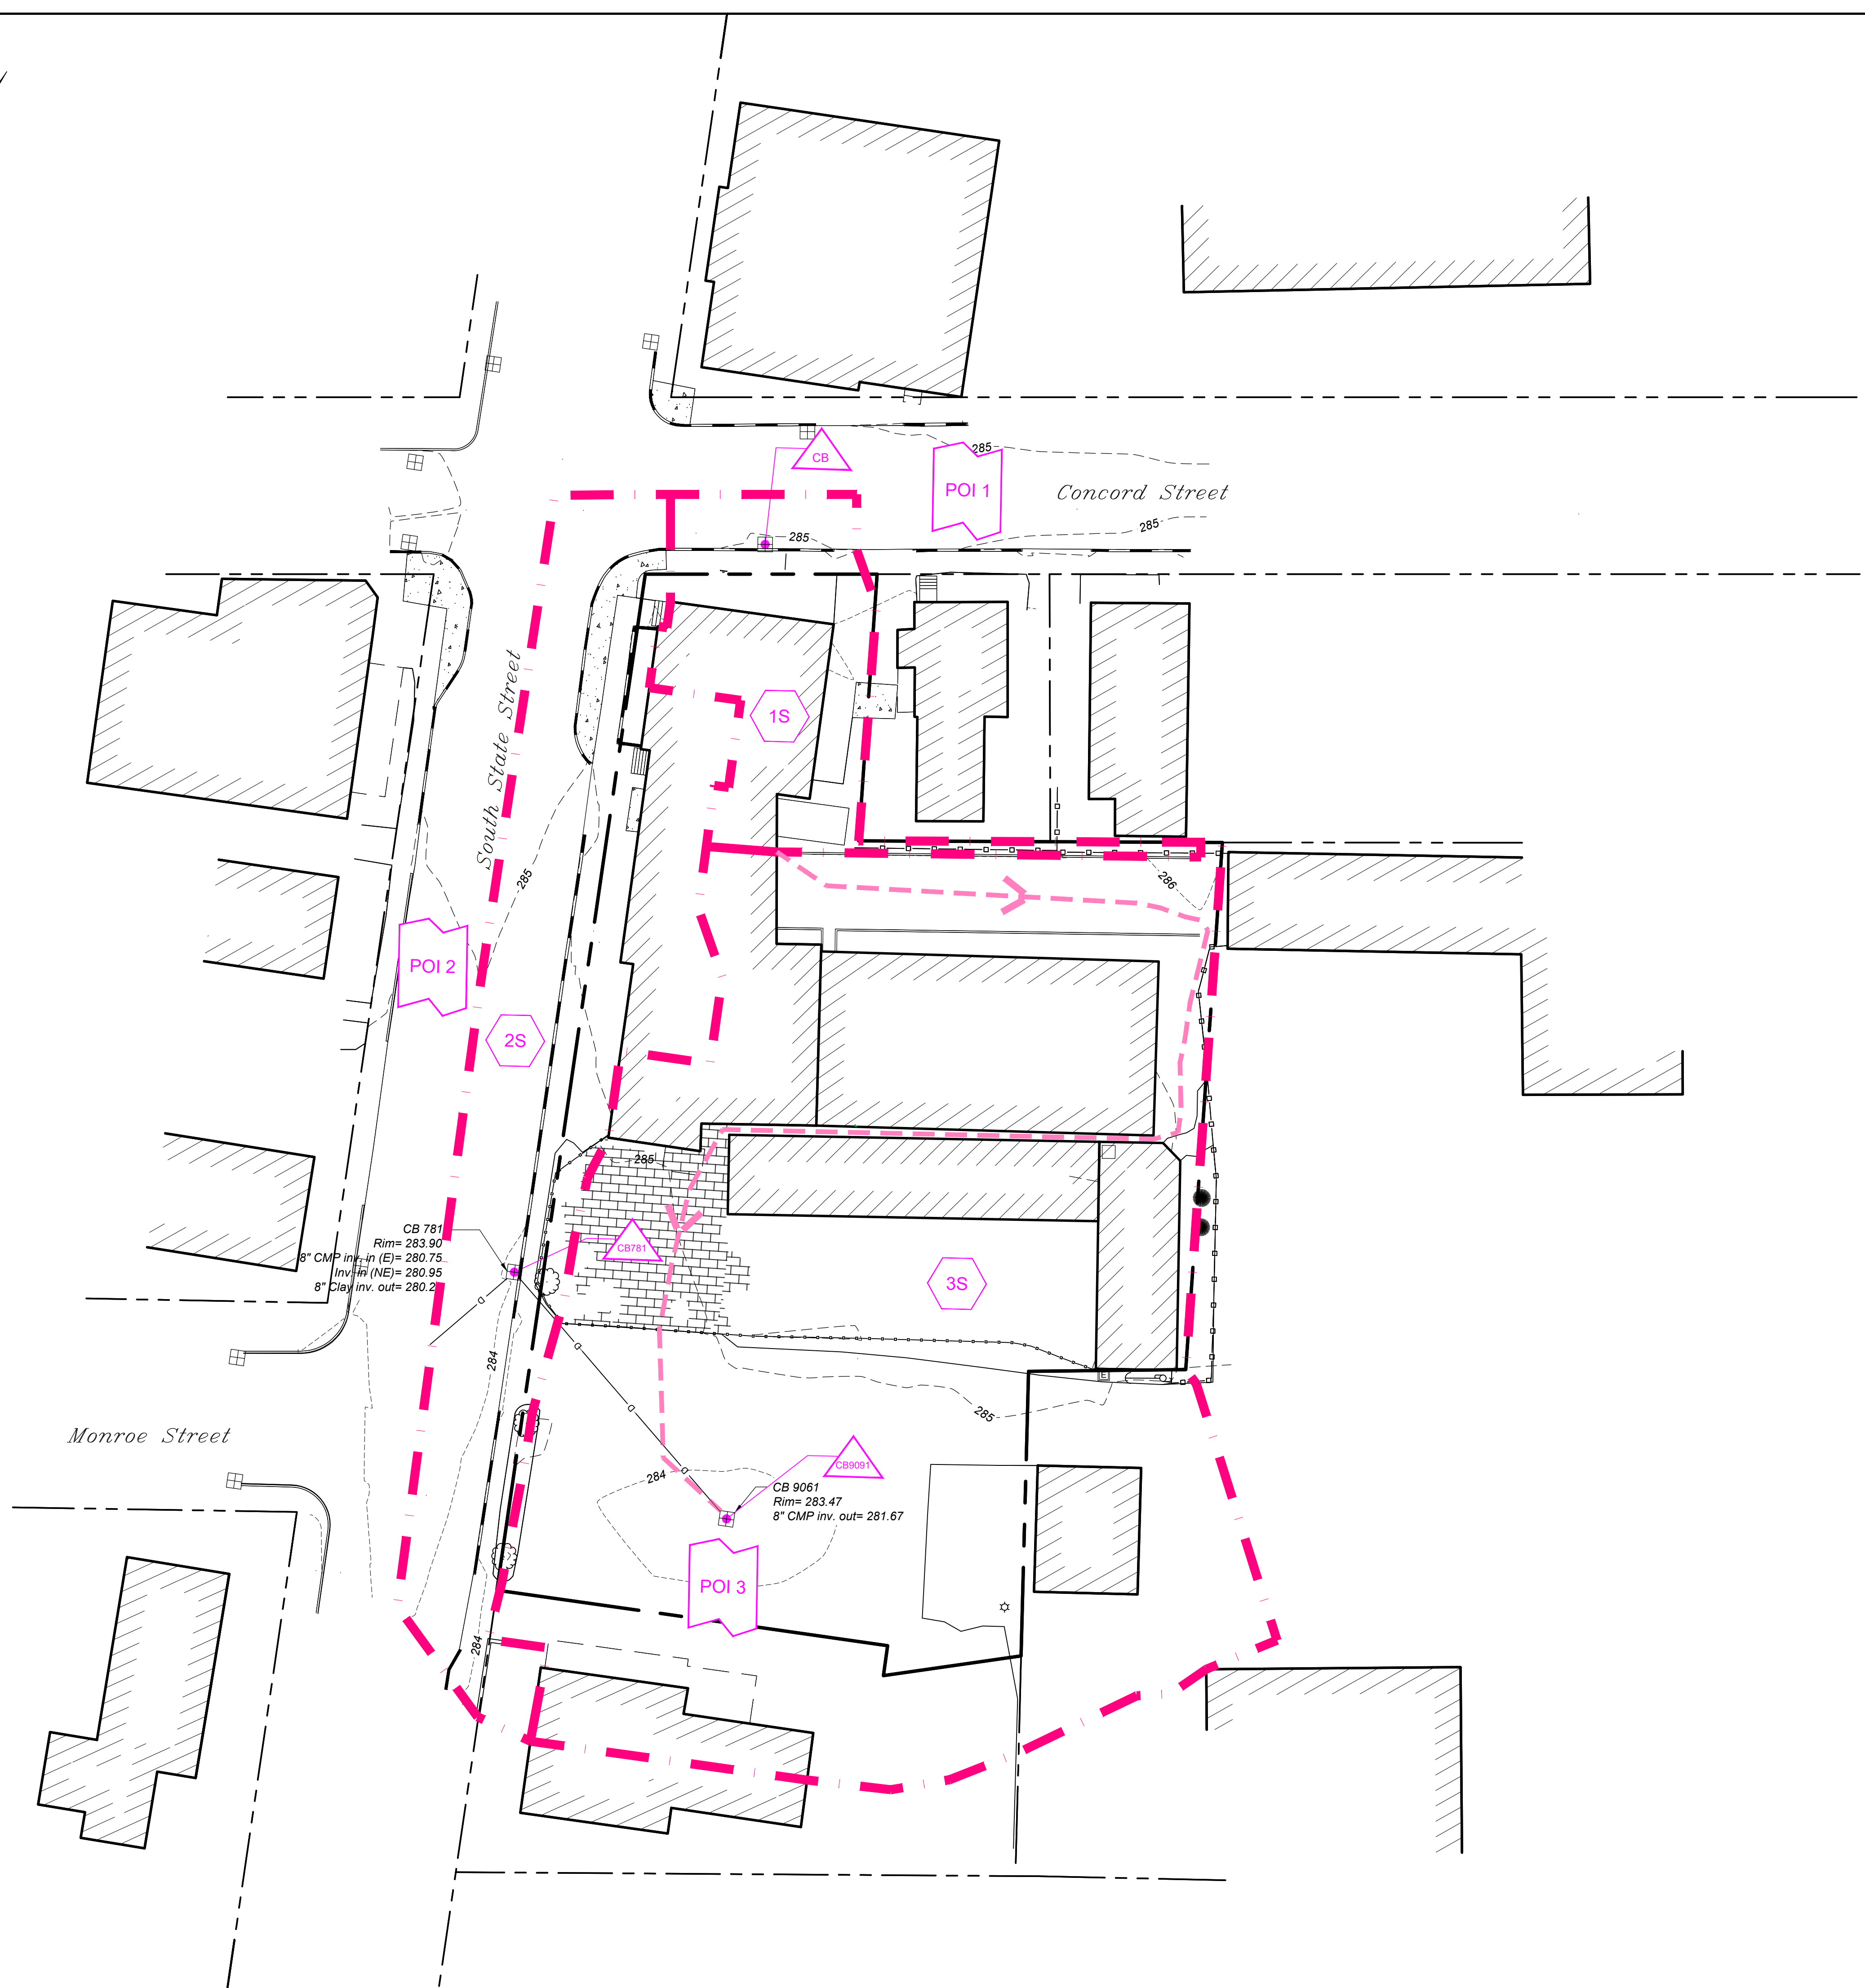 285
CB
POI 1
Concord Street
285
285
1S
South State Street
285
286
POI 2
2S
285
CB 781
Rim= 283.90
8" CMP inv. in (E)= 280.75
Inv. in (NE)= 280.95
8" Clay inv. out= 280.2
CB781
3S
D
284
D
E
D
285
Monroe Street
284
D
CB9091
CB 9061
Rim= 283.47
8" CMP inv. out= 281.67
POI 3
284